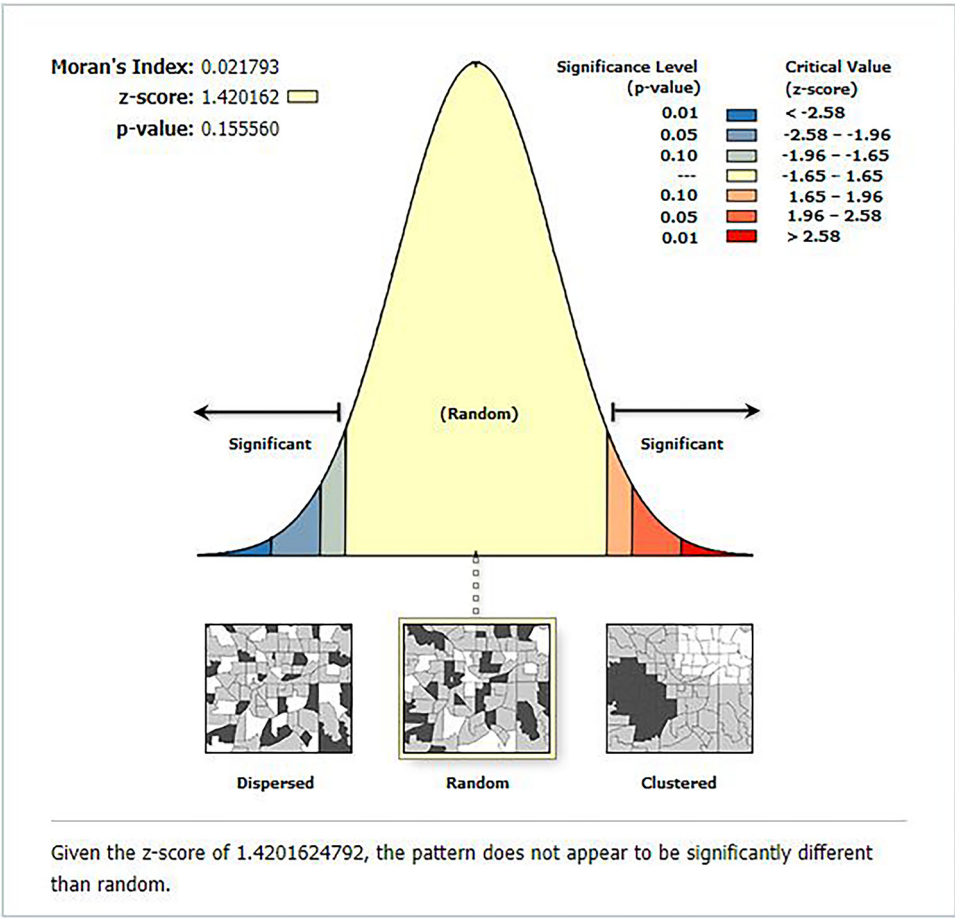 Moran's Index: 0.021793
z-score: 1.420162
p-value: 0.155560
Significance Level
(p-value)
Critical Value
(z-score)
0.01 < -2.58
0.05 -2.58 – -1.96
0.10 -1.96 – -1.65
--- -1.65 – 1.65
0.10 1.65 – 1.96
0.05 1.96 – 2.58
0.01 > 2.58
(Random)
Significant
Significant
Dispersed
Random
Clustered
Given the z-score of 1.4201624792, the pattern does not appear to be significantly different
than random.